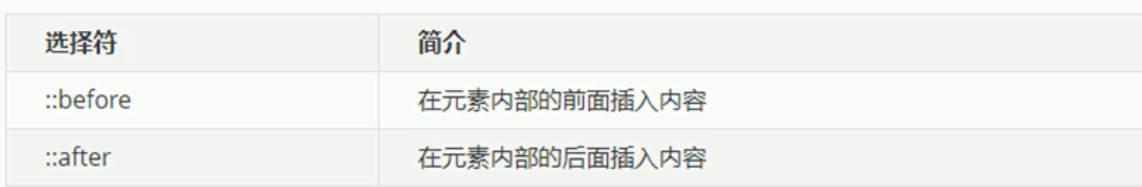 选择符 简介
::before 在元素内部的前面插入内容
::after 在元素内部的后面插入内容